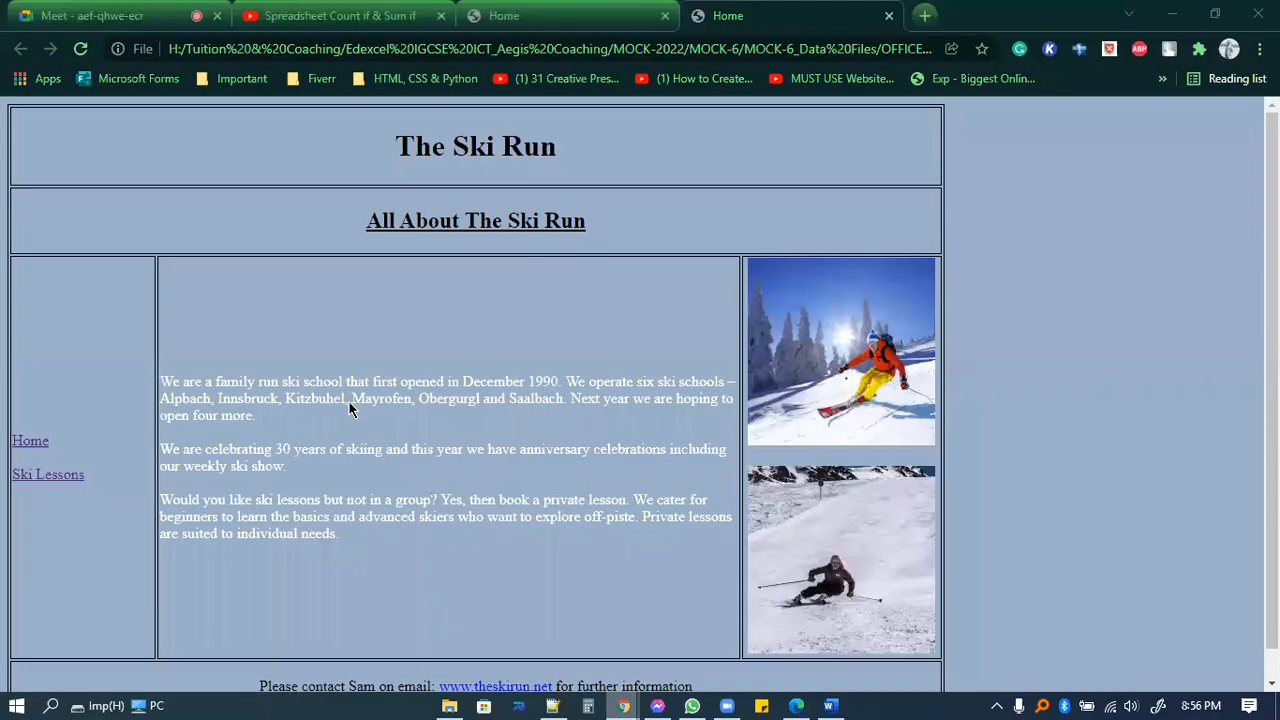 Meet - aef-qhwe-ecr
Spreadsheet Count if & Sum if
Home
Home
File
H:/Tuition%20&%20Coaching/Edexcel%20IGCSE%20ICT_Aegis%20Coaching/MOCK-2022/MOCK-6/MOCK-6_Data%20Files/OFFICE...
Apps
Microsoft Forms
Important
Fiverr
HTML, CSS & Python
(1) 31 Creative Pres...
(1) How to Create...
MUST USE Website...
Exp - Biggest Onlin...
»
Reading list
The Ski Run
All About The Ski Run
Home
Ski Lessons
We are a family run ski school that first opened in December 1990. We operate six ski schools –
Alpbach, Innsbruck, Kitzbuhel, Mayrofen, Obergurgl and Saalbach. Next year we are hoping to
open four more.
We are celebrating 30 years of skiing and this year we have anniversary celebrations including
our weekly ski show.
Would you like ski lessons but not in a group? Yes, then book a private lesson. We cater for
beginners to learn the basics and advanced skiers who want to explore off-piste. Private lessons
are suited to individual needs.
Please contact Sam on email: www.theskirun.net for further information
Imp(H)
PC
8:56 PM